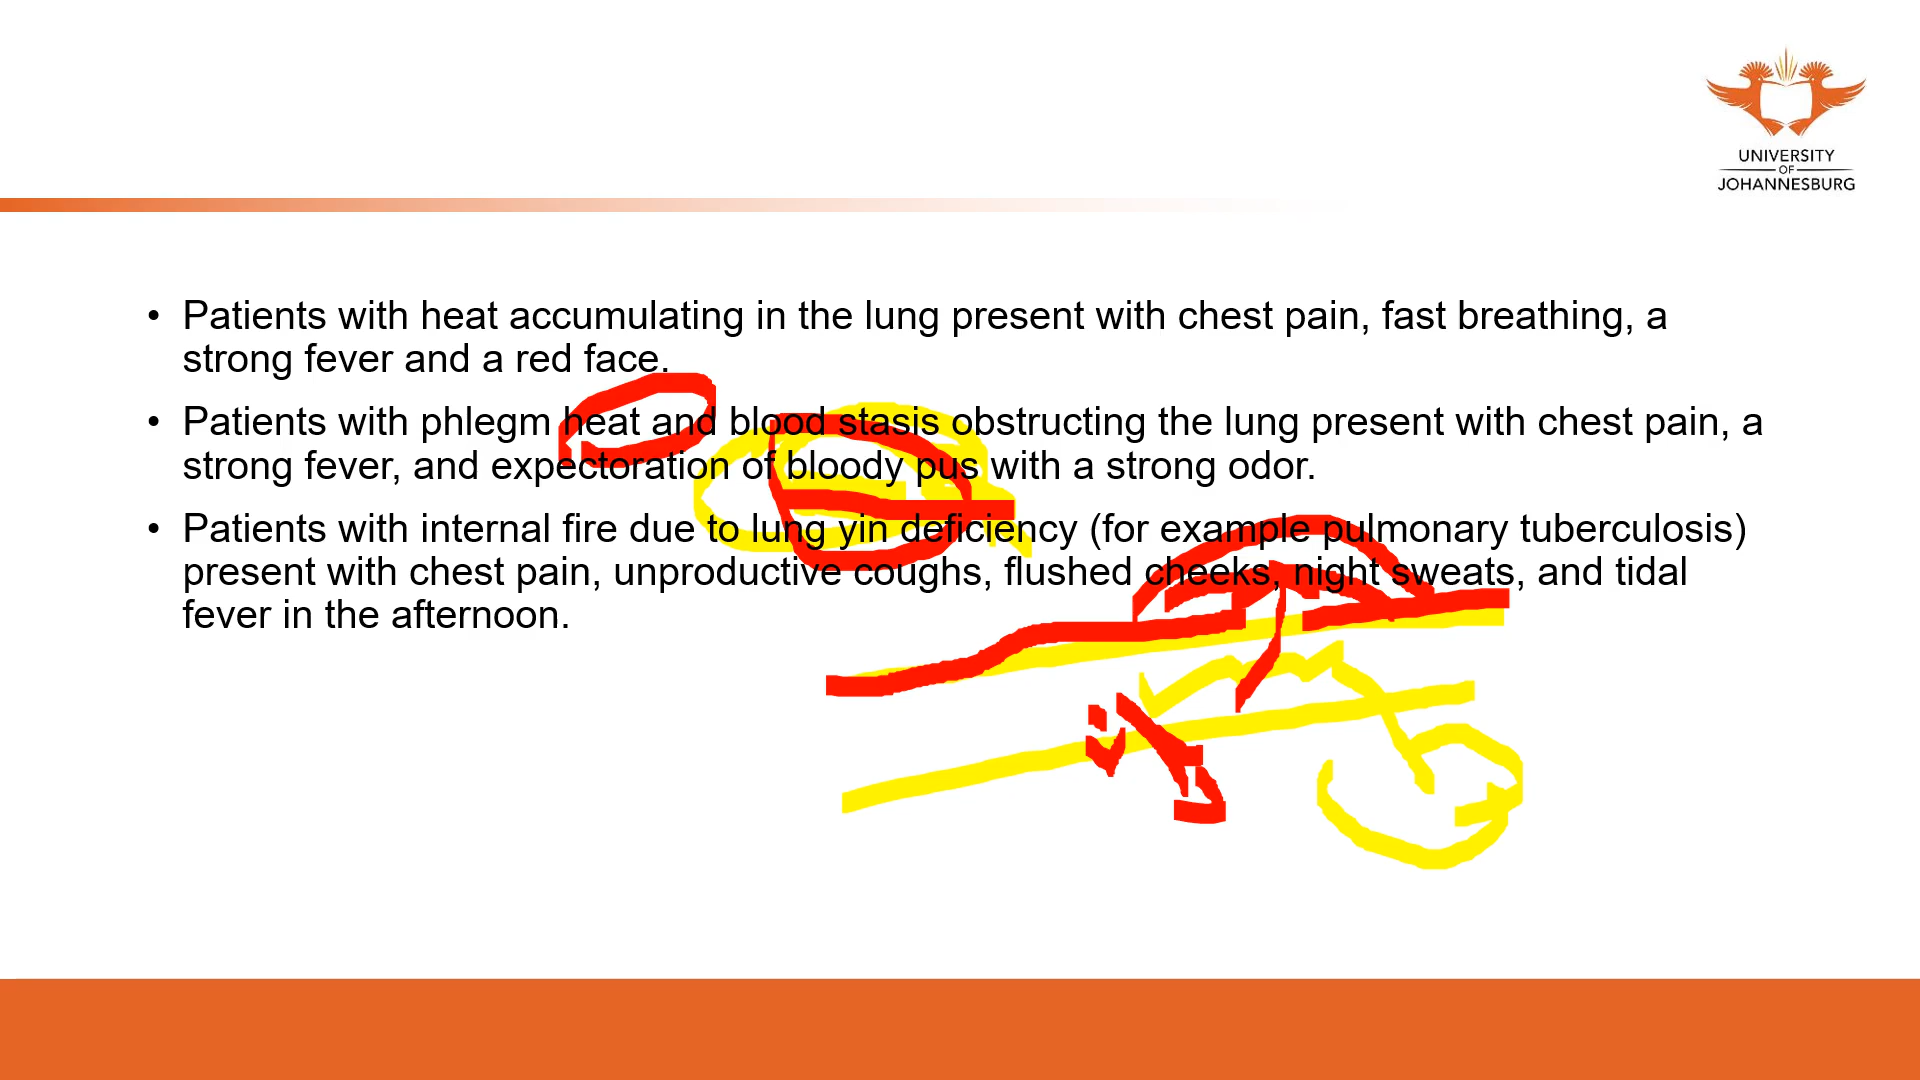 UNIVERSITY
OF
JOHANNESBURG
• Patients with heat accumulating in the lung present with chest pain, fast breathing, a
strong fever and a red face.
• Patients with phlegm heat and blood stasis obstructing the lung present with chest pain, a
strong fever, and expectoration of bloody pus with a strong odor.
• Patients with internal fire due to lung yin deficiency (for example pulmonary tuberculosis)
present with chest pain, unproductive coughs, flushed cheeks, night sweats, and tidal
fever in the afternoon.